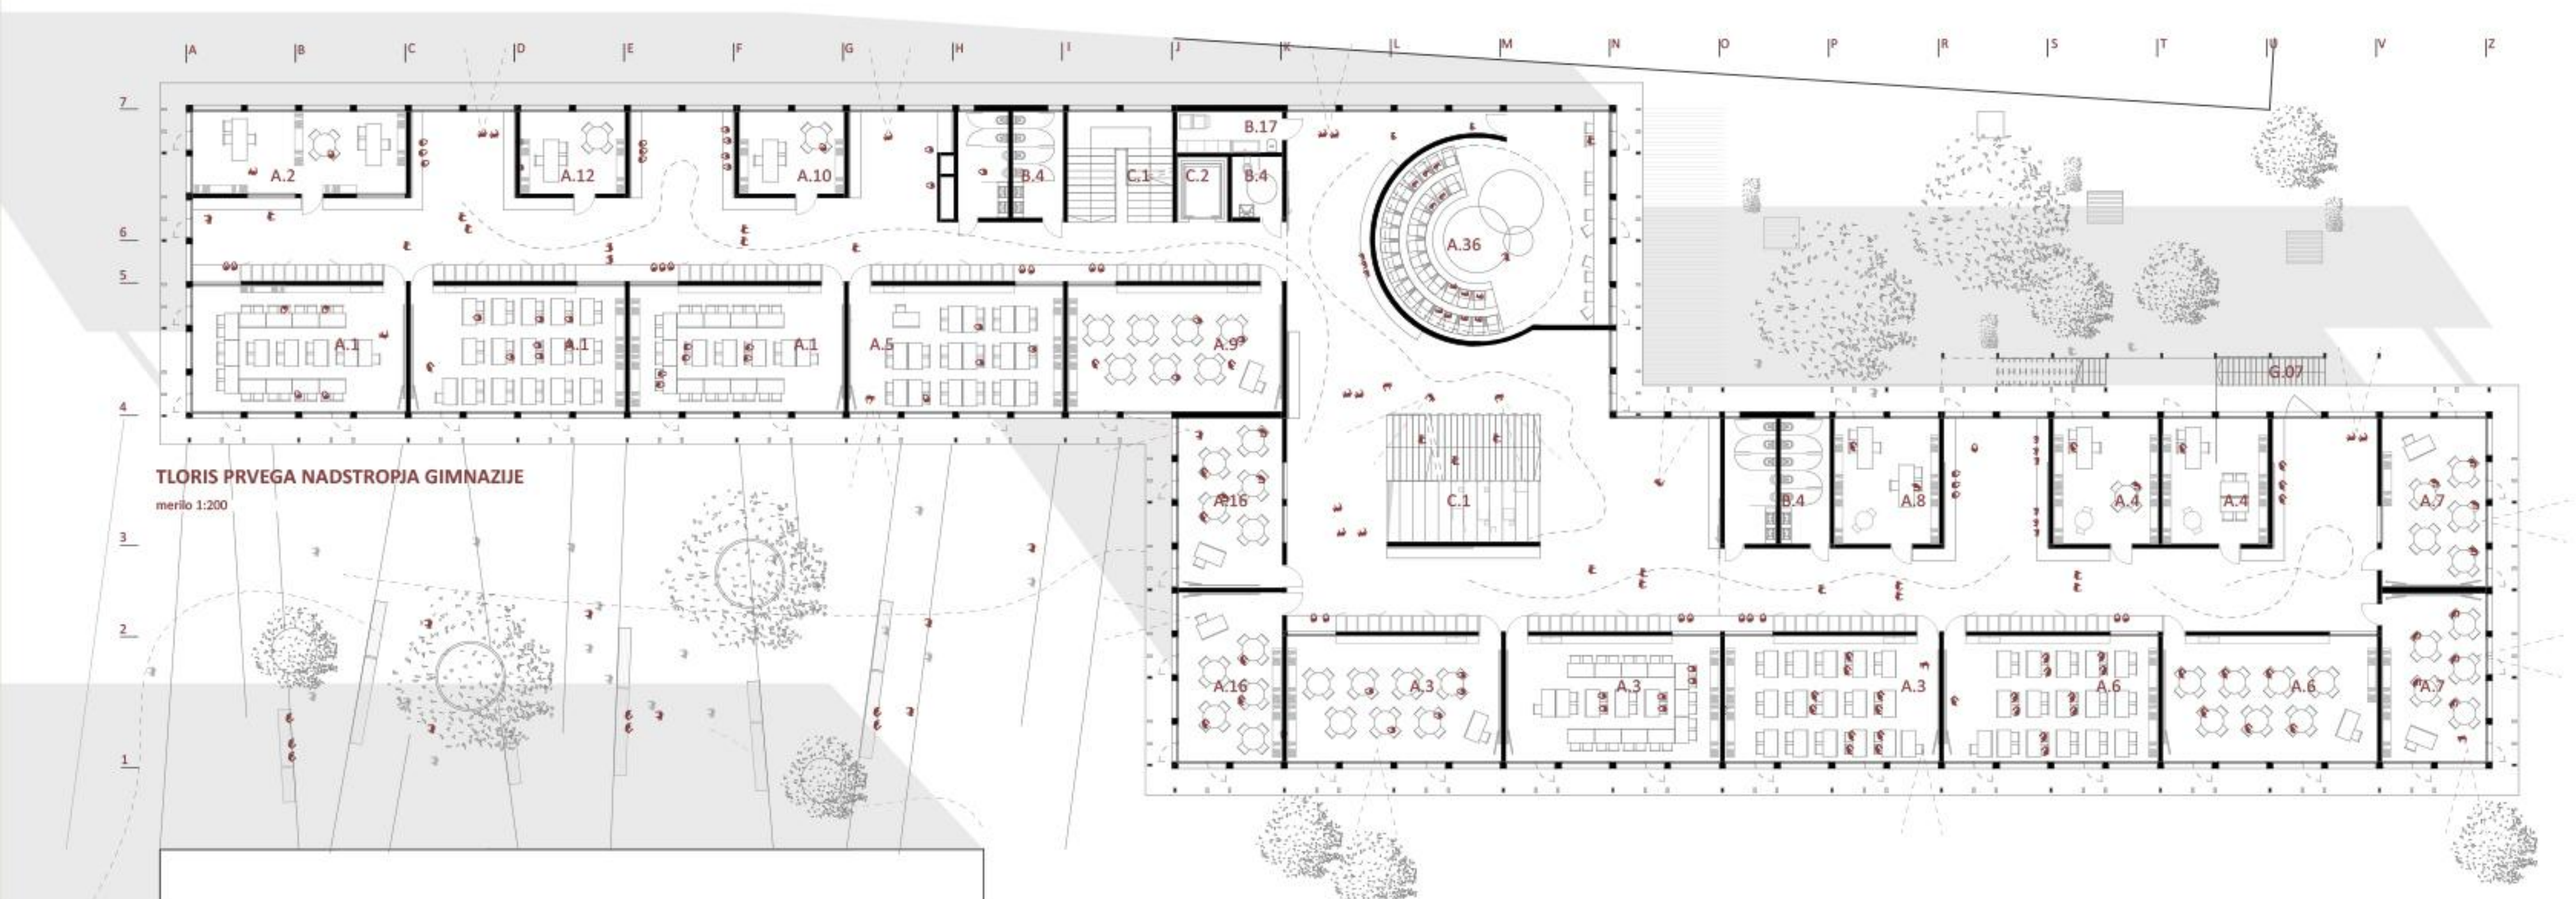 A B C D E F G H I J K L M N O P R S T U V Z
7
B.17
A.2 A.12 A.10 B.4 C.1 C.2 B.4
6
A.36
5
A.1 A.1 A.1 A.5 A.9
G.07
4
TLORIS PRVEGA NADSTROPJA GIMNAZIJE
merilo 1:200
A.16 C.1 B.4 A.8 A.4 A.4 A.7
3
2
A.16 A.3 A.3 A.3 A.6 A.6 A.7
1